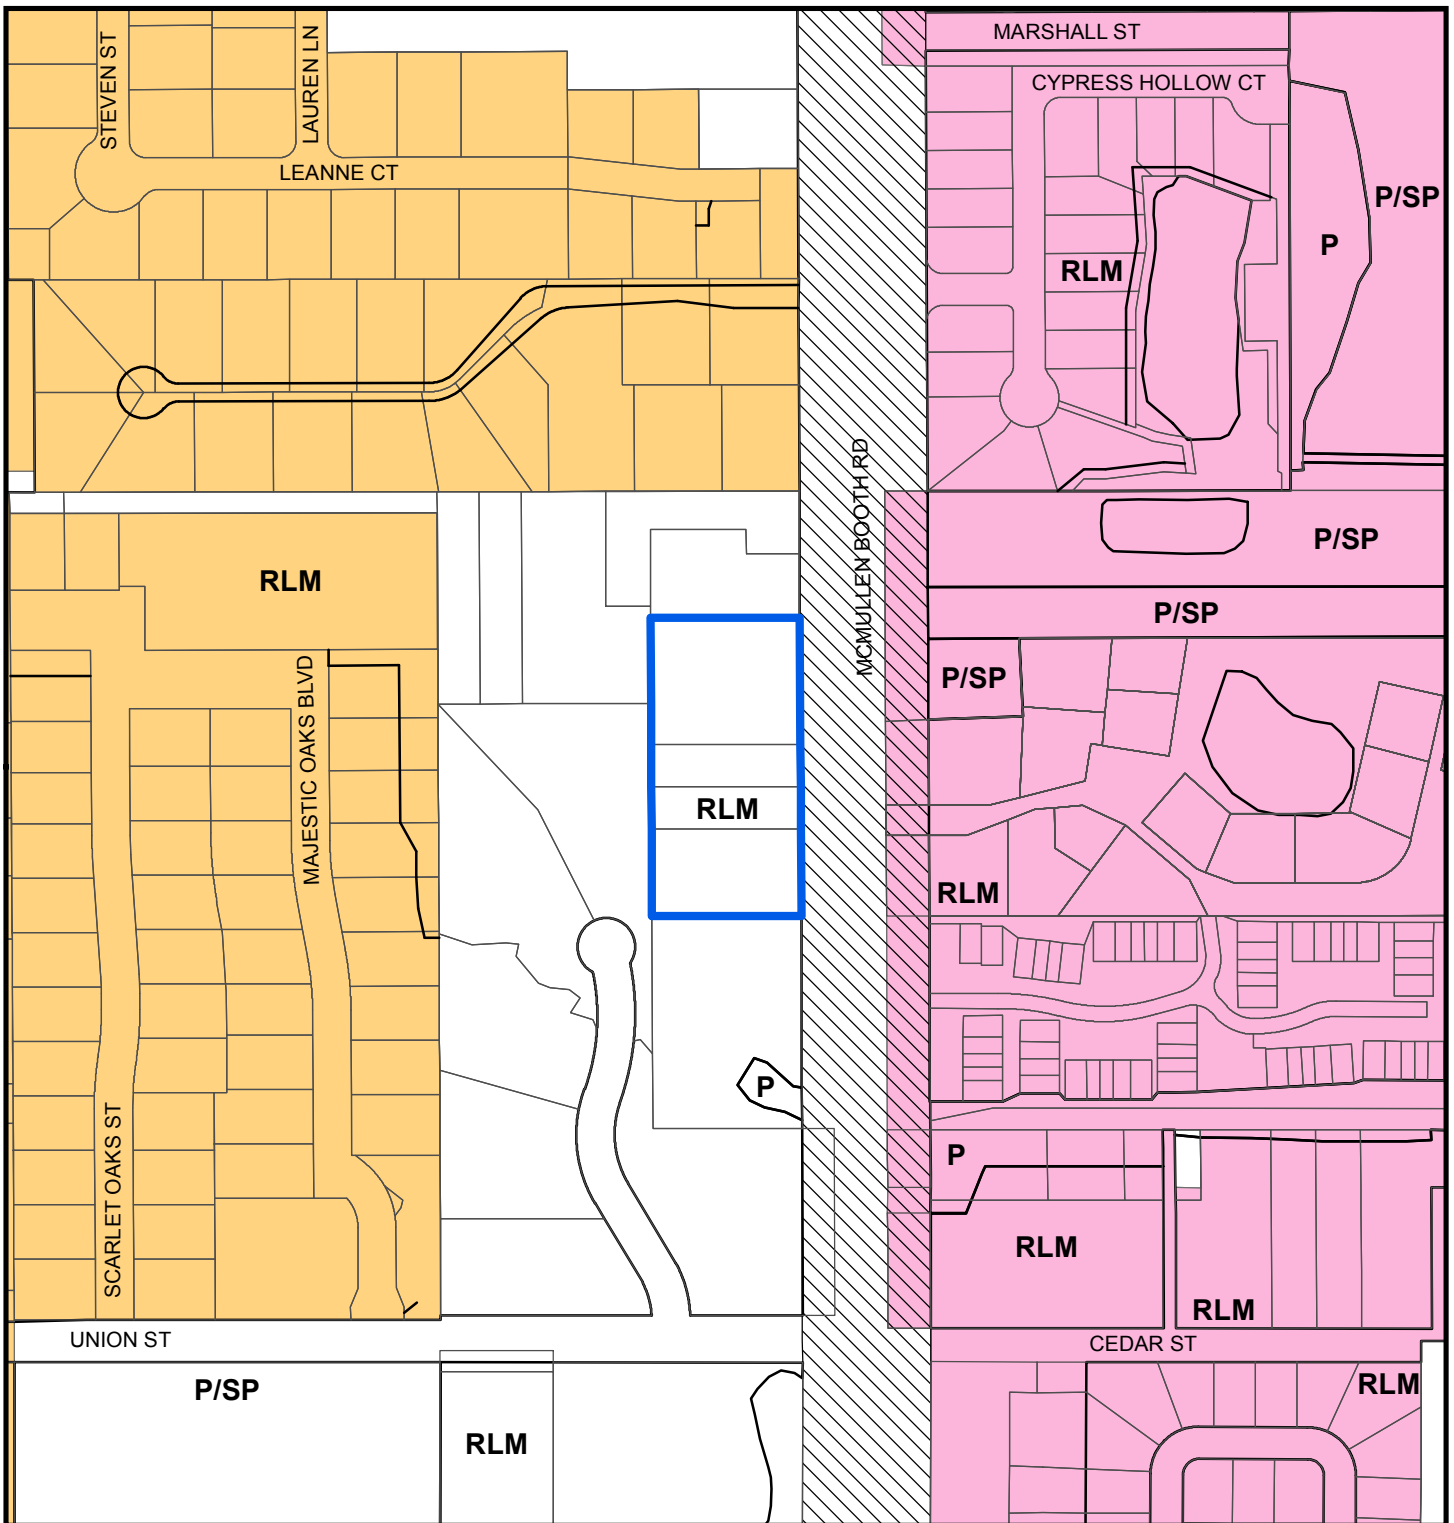 MARSHALL ST
STEVEN ST
LAUREN LN
CYPRESS HOLLOW CT
LEANNE CT
P/SP
P
RLM
MCMULLEN BOOTH RD
P/SP
RLM
P/SP
P/SP
MAJESTIC OAKS BLVD
RLM
RLM
P
SCARLET OAKS ST
P
RLM
RLM
UNION ST
CEDAR ST
P/SP
RLM
RLM